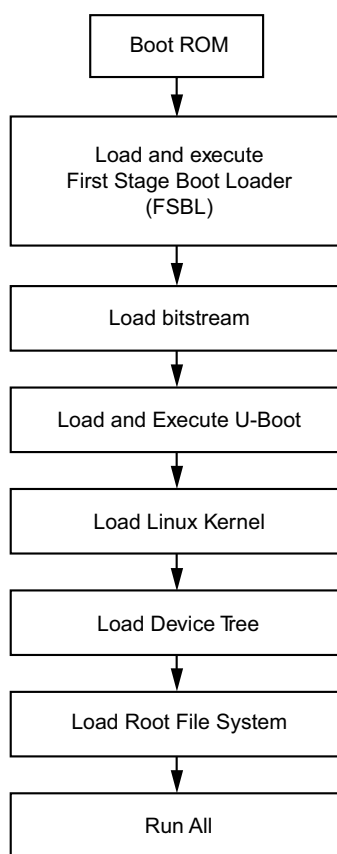 Boot ROM
Load and execute
First Stage Boot Loader
(FSBL)
Load bitstream
Load and Execute U-Boot
Load Linux Kernel
Load Device Tree
Load Root File System
Run All